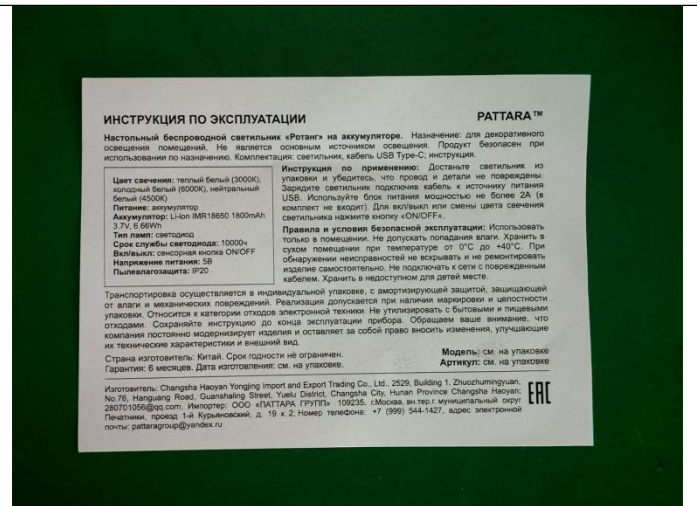 ИНСТРУКЦИЯ ПО ЭКСПЛУАТАЦИИ
PATTARA™
Настольный беспроводной светильник «Ротанг» на аккумуляторе. Назначение: для декоративного
освещения помещений. Не является основным источником освещения. Продукт безопасен при
использовании по назначению. Комплектация: светильник, кабель USB Type-C; инструкция.
Цвет свечения: теплый белый (3000K),
холодный белый (6000K), нейтральный
белый (4500K)
Питание: аккумулятор
Аккумулятор: Li-ion IMR18650 1800mAh
3.7V, 6.66Wh
Тип ламп: светодиод
Срок службы светодиода: 10000ч
Вкл/выкл: сенсорная кнопка ON/OFF
Напряжение питания: 5В
Пылевлагозащита: IP20
Инструкция по применению: Достаньте светильник из
упаковки и убедитесь, что провод и детали не повреждены.
Зарядите светильник подключив кабель к источнику питания
USB. Используйте блок питания мощностью не более 2А (в
комплект не входит). Для вкл/выкл или смены цвета свечения
светильника нажмите кнопку «ON/OFF».
Правила и условия безопасной эксплуатации: Использовать
только в помещении. Не допускать попадания влаги. Хранить в
сухом помещении при температуре от 0°C до +40°C. При
обнаружении неисправностей не вскрывать и не ремонтировать
изделие самостоятельно. Не подключать к сети с поврежденным
кабелем. Хранить в недоступном для детей месте.
Транспортировка осуществляется в индивидуальной упаковке, с амортизирующей защитой, защищающей
от влаги и механических повреждений. Реализация допускается при наличии маркировки и целостности
упаковки. Относится к категории отходов электронной техники. Не утилизировать с бытовыми и пищевыми
отходами. Сохраняйте инструкцию до конца эксплуатации прибора. Обращаем ваше внимание, что
компания постоянно модернизирует изделия и оставляет за собой право вносить изменения, улучшающие
их технические характеристики и внешний вид.
Страна изготовитель: Китай. Срок годности не ограничен.
Гарантия: 6 месяцев. Дата изготовления: см. на упаковке.
Модель: см. на упаковке
Артикул: см. на упаковке
Изготовитель: Changsha Haoyan Yongjing Import and Export Trading Co., Ltd., 2529, Building 1, Zhuozhumingyuan,
No.76, Hanguang Road, Guanshaling Street, Yuelu District, Changsha City, Hunan Province Changsha Haoyan;
280701056@qq.com. Импортер: ООО «ПАТТАРА ГРУПП» 109235, г.Москва, вн.тер.г. муниципальный округ
Печатники, проезд 1-й Курьяновский, д. 19 к. 2; Номер телефона: +7 (999) 544-1427, адрес электронной
почты: pattaragroup@yandex.ru
EAC